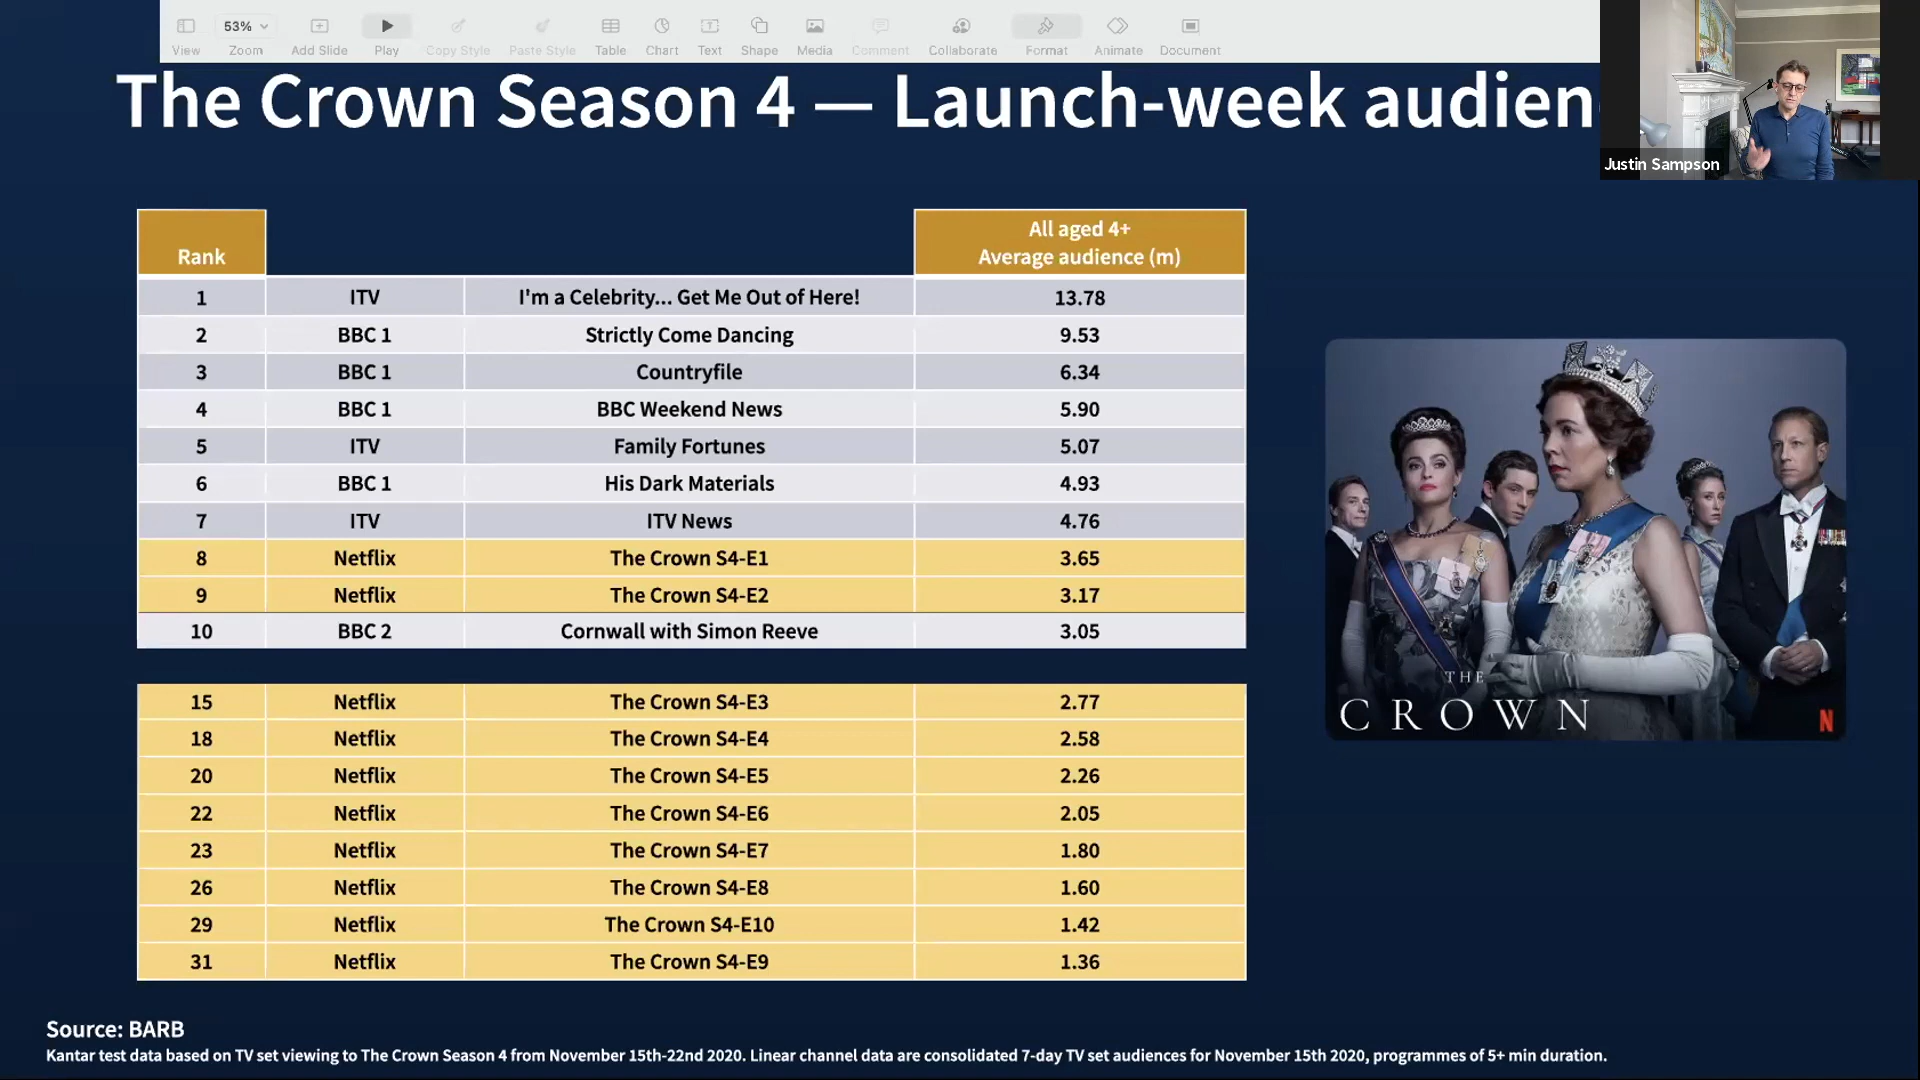 53%
View
Zoom
Add Slide
Play
Copy Style
Paste Style
Table
Chart
Text
Shape
Media
Comment
Collaborate
Format
Animate
Document
The Crown Season 4 — Launch-week audien
Justin Sampson
Rank
All aged 4+
Average audience (m)
1 ITV I'm a Celebrity... Get Me Out of Here! 13.78
2 BBC 1 Strictly Come Dancing 9.53
3 BBC 1 Countryfile 6.34
4 BBC 1 BBC Weekend News 5.90
5 ITV Family Fortunes 5.07
6 BBC 1 His Dark Materials 4.93
7 ITV ITV News 4.76
8 Netflix The Crown S4-E1 3.65
9 Netflix The Crown S4-E2 3.17
10 BBC 2 Cornwall with Simon Reeve 3.05
15 Netflix The Crown S4-E3 2.77
18 Netflix The Crown S4-E4 2.58
20 Netflix The Crown S4-E5 2.26
22 Netflix The Crown S4-E6 2.05
23 Netflix The Crown S4-E7 1.80
26 Netflix The Crown S4-E8 1.60
29 Netflix The Crown S4-E10 1.42
31 Netflix The Crown S4-E9 1.36
THE
CROWN
N
Source: BARB
Kantar test data based on TV set viewing to The Crown Season 4 from November 15th-22nd 2020. Linear channel data are consolidated 7-day TV set audiences for November 15th 2020, programmes of 5+ min duration.